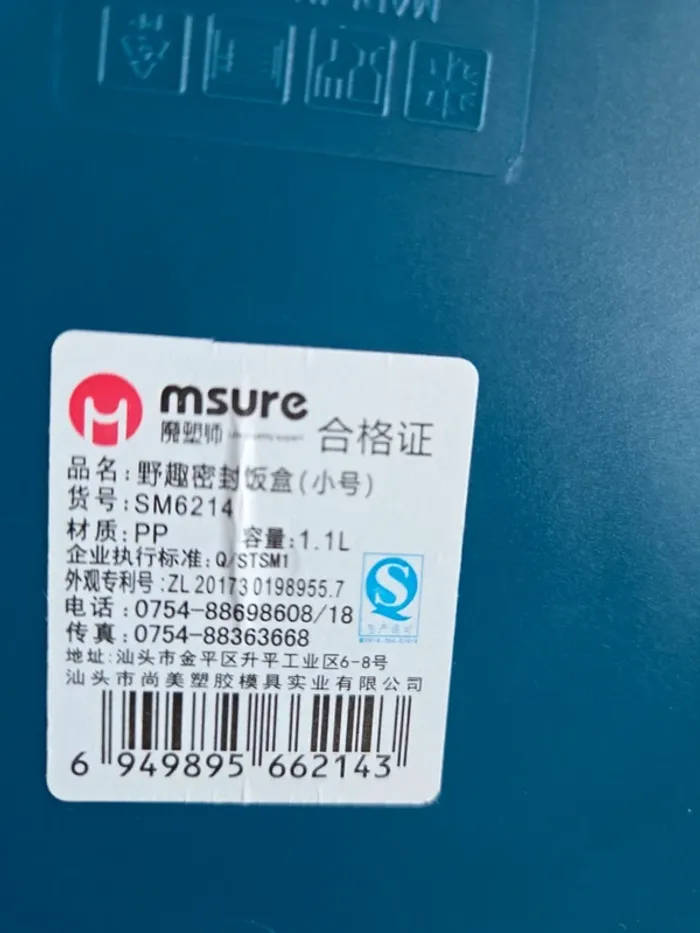 msure
魔塑师
合格证
品名:野趣密封饭盒(小号)
货号:SM6214
材质:PP 容量:1.1L
企业执行标准:Q/STSM1
外观专利号:ZL 20173 0198955.7
电话:0754-88698608/18
传真:0754-88363668
地址:汕头市金平区升平工业区6-8号
汕头市尚美塑胶模具实业有限公司
生产许可
6 949895 662143